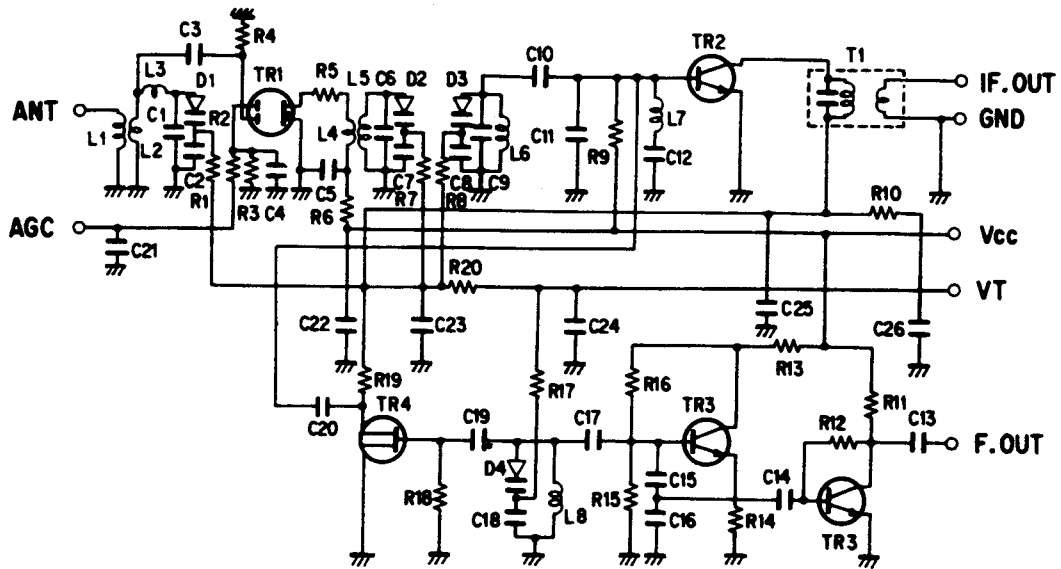 C3
R4
L3
D1
TR1
R5
L5
C6
D2
D3
C10
TR2
T1
IF.OUT
ANT
L1
L2
C1
R2
L4
C11
R9
L7
GND
C2
R1
R3
C4
C5
R6
C7
R7
C8
R8
C9
L6
C12
R10
AGC
C21
Vcc
R20
VT
C22
C23
C24
C25
C26
R19
R17
R16
R13
R11
C20
TR4
C19
C17
TR3
R12
C13
F.OUT
D4
C15
C14
R18
C18
L8
R15
C16
R14
TR3